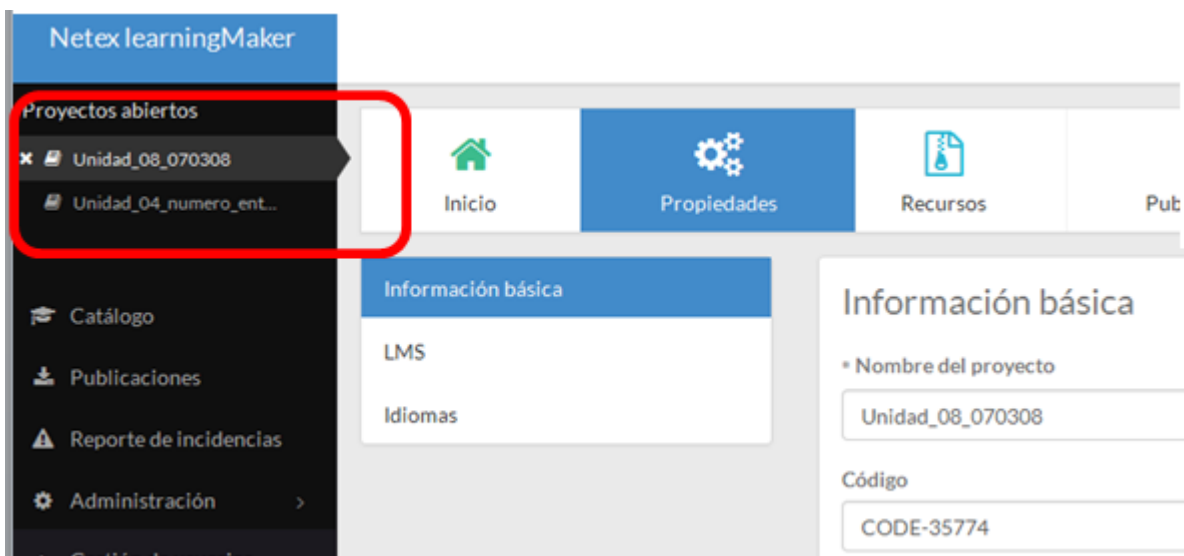 Netex learningMaker
Proyectos abiertos
Unidad_08_070308
Unidad_04_numero_ent...
Catálogo
Publicaciones
Reporte de incidencias
Administración
Inicio
Propiedades
Recursos
Pub
Información básica
LMS
Idiomas
Información básica
* Nombre del proyecto
Unidad_08_070308
Código
CODE-35774